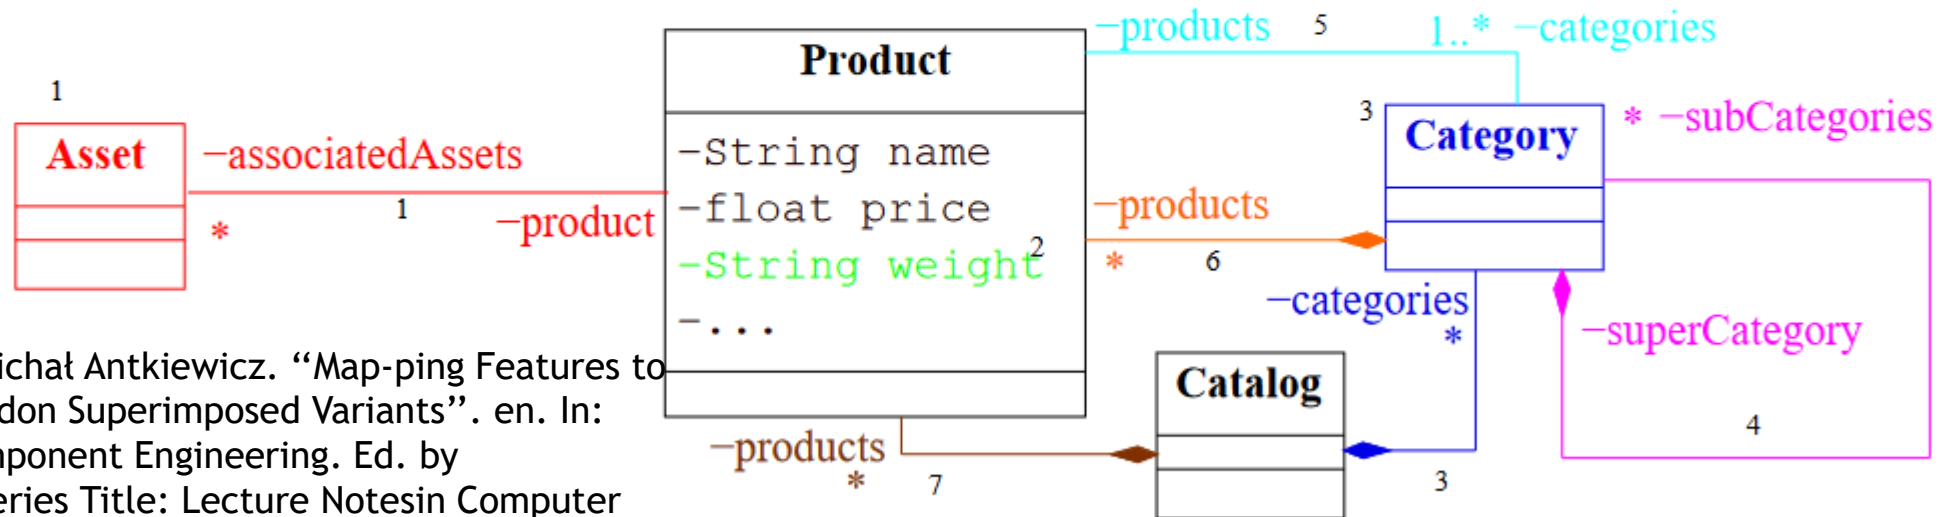 −products 5 1..* −categories
Product
1
3
* −subCategories
Asset
−associatedAssets
Category
−String name
1
−float price
−products
* −product
−String weight 2
* 6
−categories
*
−...
−superCategory
ichał Antkiewicz. “Map-ping Features to
don Superimposed Variants”. en. In:
nponent Engineering. Ed. by
eries Title: Lecture Notesin Computer
Catalog
−products
* 7
4
3